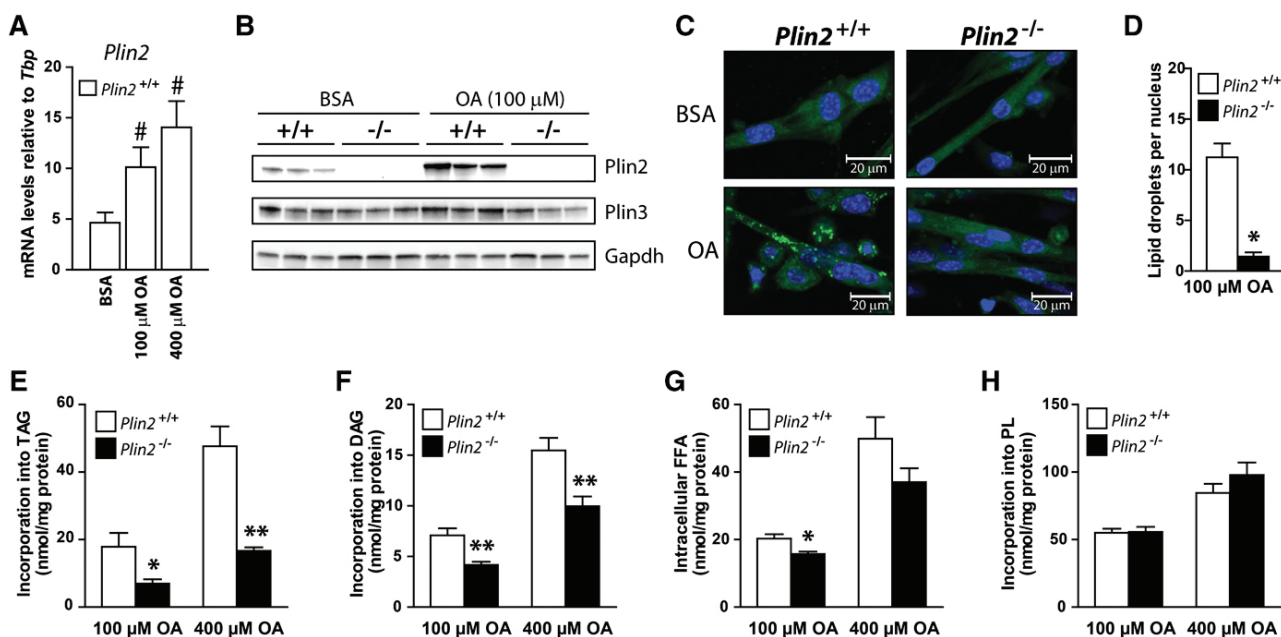 A
Plin2
mRNA levels relative to Tbp
20
15
10
5
0
Plin2 +/+
#
#
BSA
100 μM OA
400 μM OA
B
BSA
OA (100 μM)
+/+
-/-
+/+
-/-
Plin2
Plin3
Gapdh
C
Plin2 +/+
Plin2 -/-
BSA
OA
20 μm
20 μm
20 μm
20 μm
D
Lipid droplets per nucleus
20
15
10
5
0
Plin2 +/+
Plin2 -/-
*
100 μM OA
E
Incorporation into TAG
(nmol/mg protein)
60
40
20
0
Plin2 +/+
Plin2 -/-
*
**
100 μM OA
400 μM OA
F
Incorporation into DAG
(nmol/mg protein)
20
15
10
5
0
Plin2 +/+
Plin2 -/-
**
**
100 μM OA
400 μM OA
G
Intracellular FFA
(nmol/mg protein)
60
40
20
0
Plin2 +/+
Plin2 -/-
*
100 μM OA
400 μM OA
H
Incorporation into PL
(nmol/mg protein)
150
100
50
0
Plin2 +/+
Plin2 -/-
100 μM OA
400 μM OA